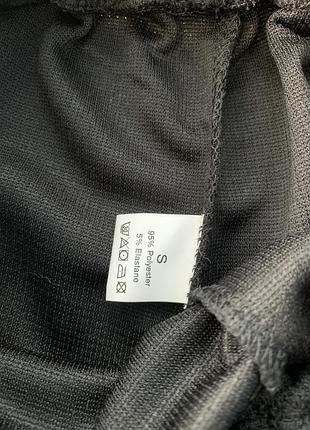 S
95% Polyester
5% Elastane